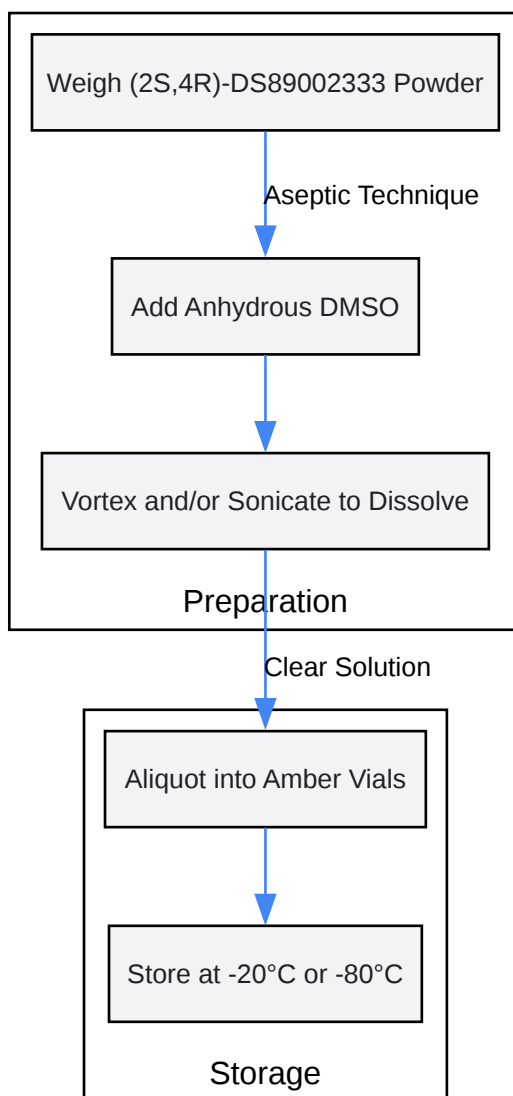 Weigh (2S,4R)-DS89002333 Powder
Aseptic Technique
Add Anhydrous DMSO
Vortex and/or Sonicate to Dissolve
Preparation
Clear Solution
Aliquot into Amber Vials
Store at -20°C or -80°C
Storage